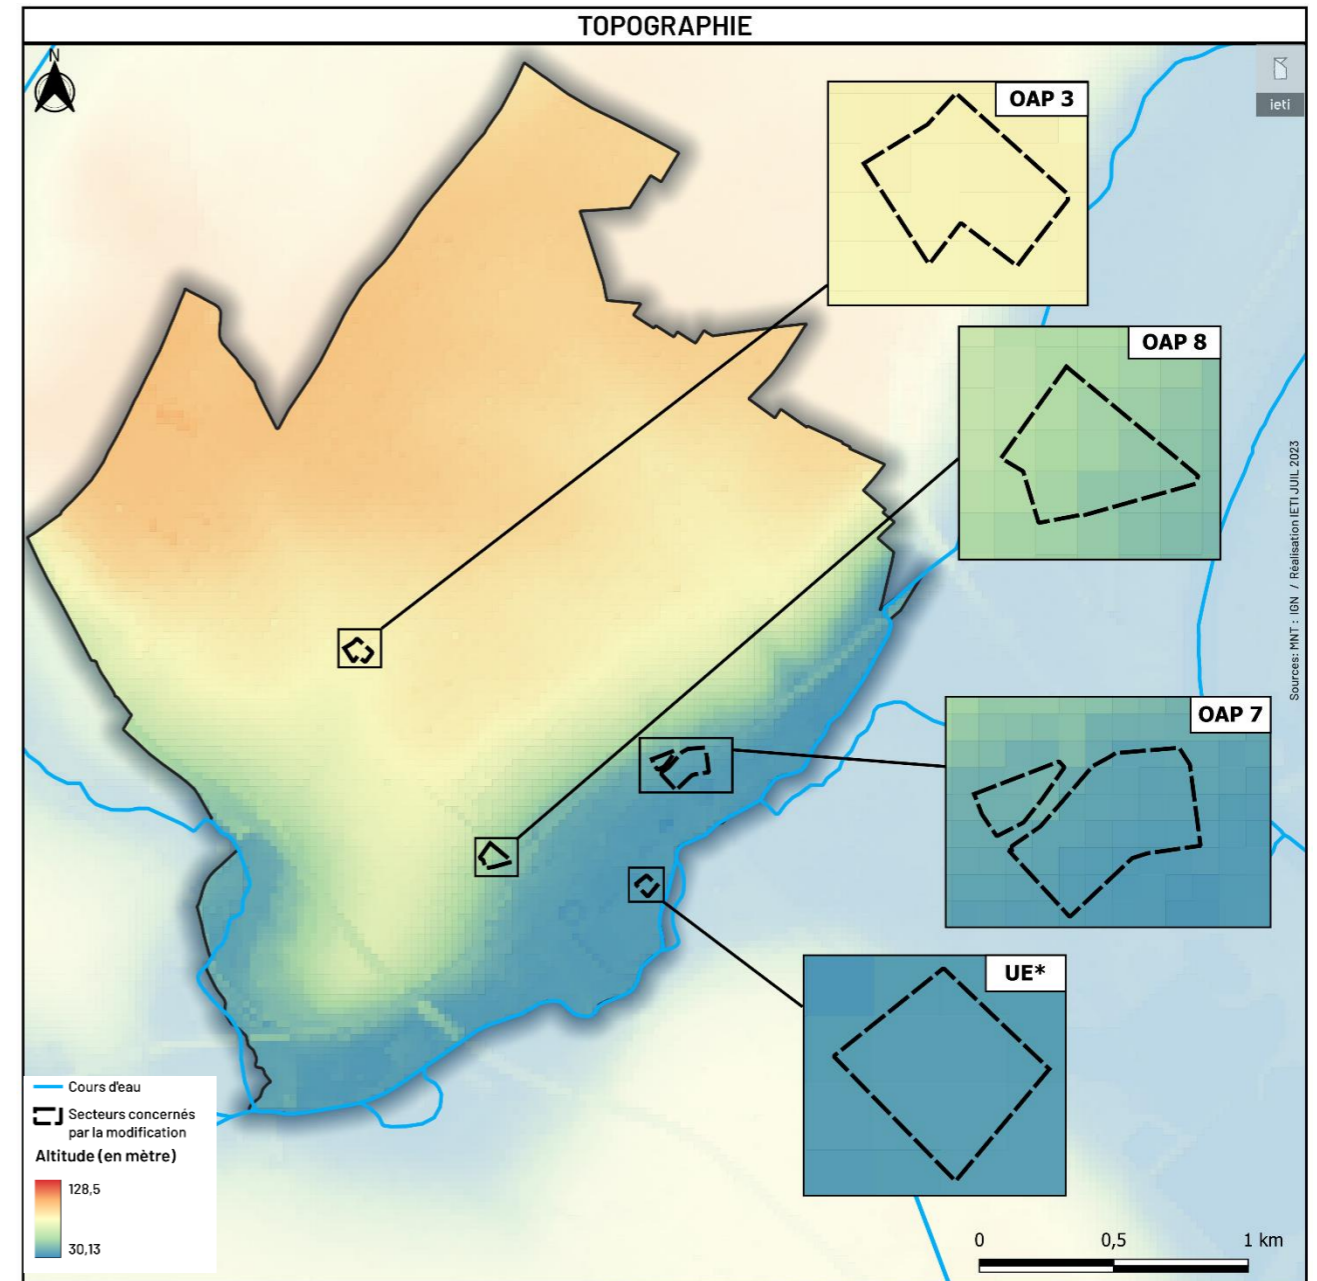 TOPOGRAPHIE
N
ieti
OAP 3
OAP 8
OAP 7
UE*
Sources: MNT : IGN / Réalisation IETI JUIL 2023
Cours d'eau
Secteurs concernés
par la modification
Altitude (en mètre)
128,5
30,13
0 0,5 1 km